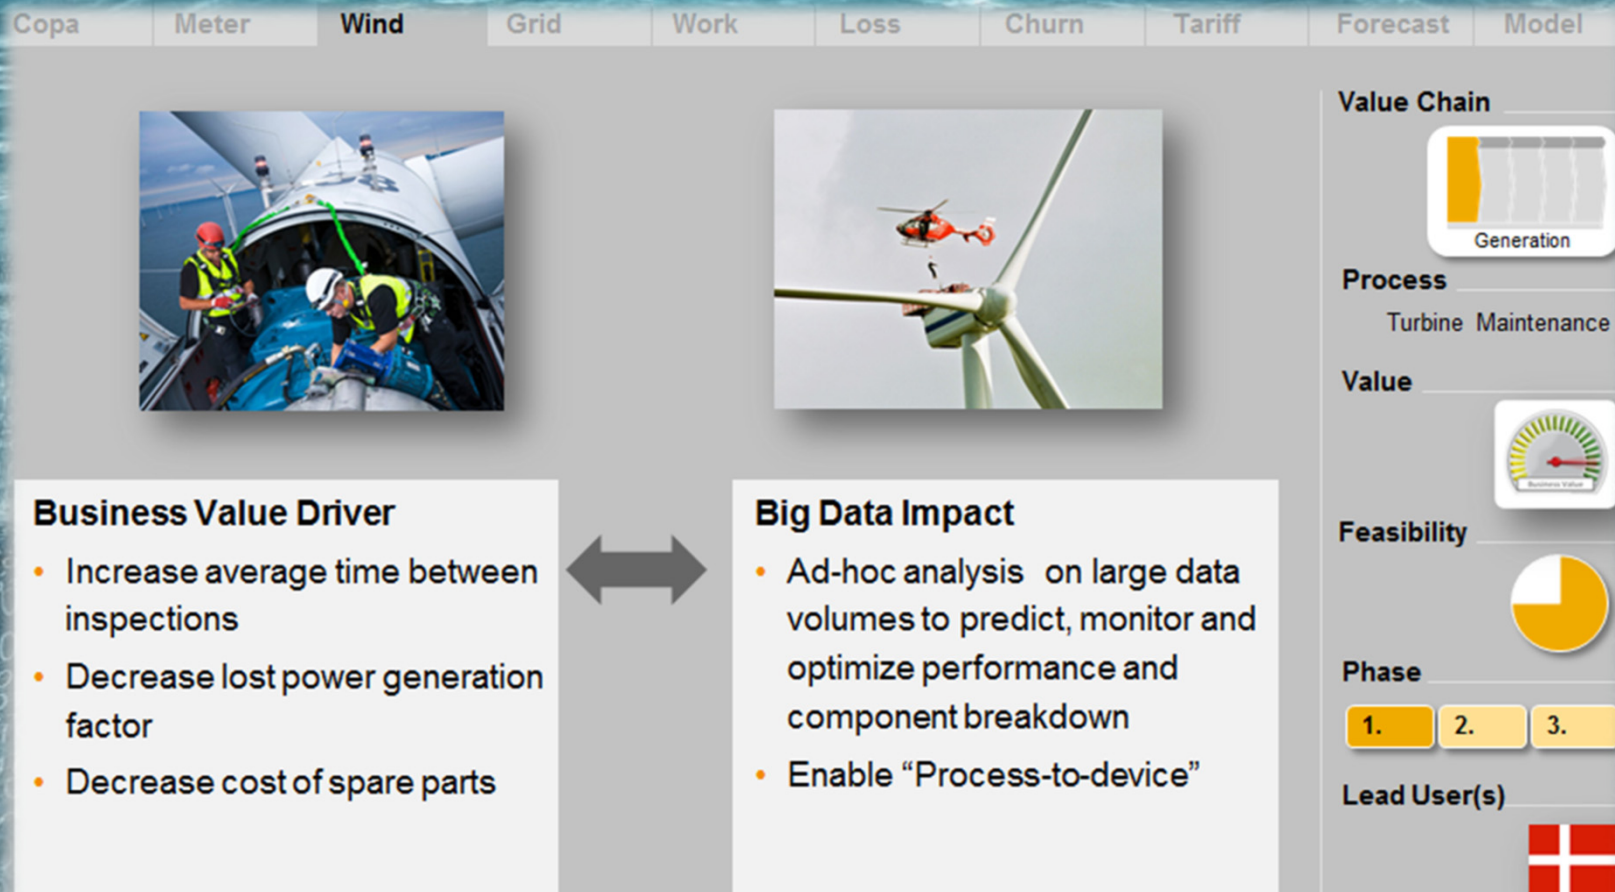 Copa Meter Wind Grid Work Loss Churn Tariff Forecast Model
Value Chain
Generation
Process
Turbine Maintenance
Value
Business Value
Feasibility
Phase
1. 2. 3.
Lead User(s)
Business Value Driver
• Increase average time between
inspections
• Decrease lost power generation
factor
• Decrease cost of spare parts
Big Data Impact
• Ad-hoc analysis on large data
volumes to predict, monitor and
optimize performance and
component breakdown
• Enable “Process-to-device”